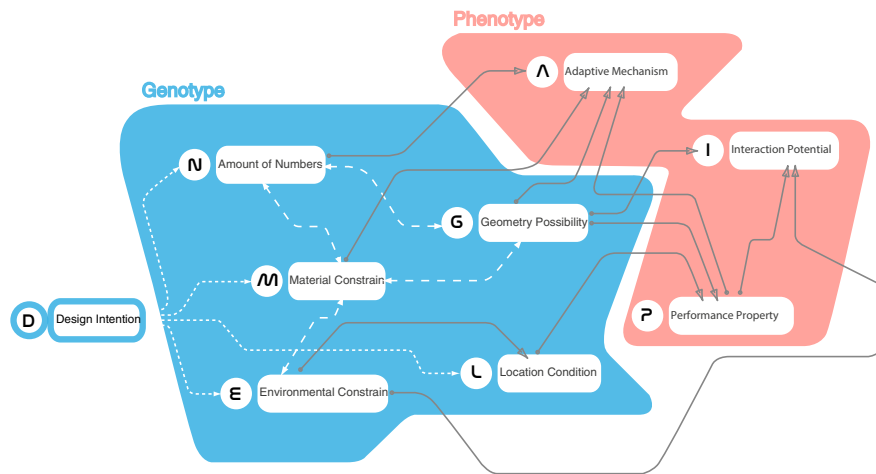 Phenotype
Λ Adaptive Mechanism
Genotype
N Amount of Numbers
I Interaction Potential
G Geometry Possibility
M Material Constrain
D Design Intention
P Performance Property
L Location Condition
E Environmental Constrain